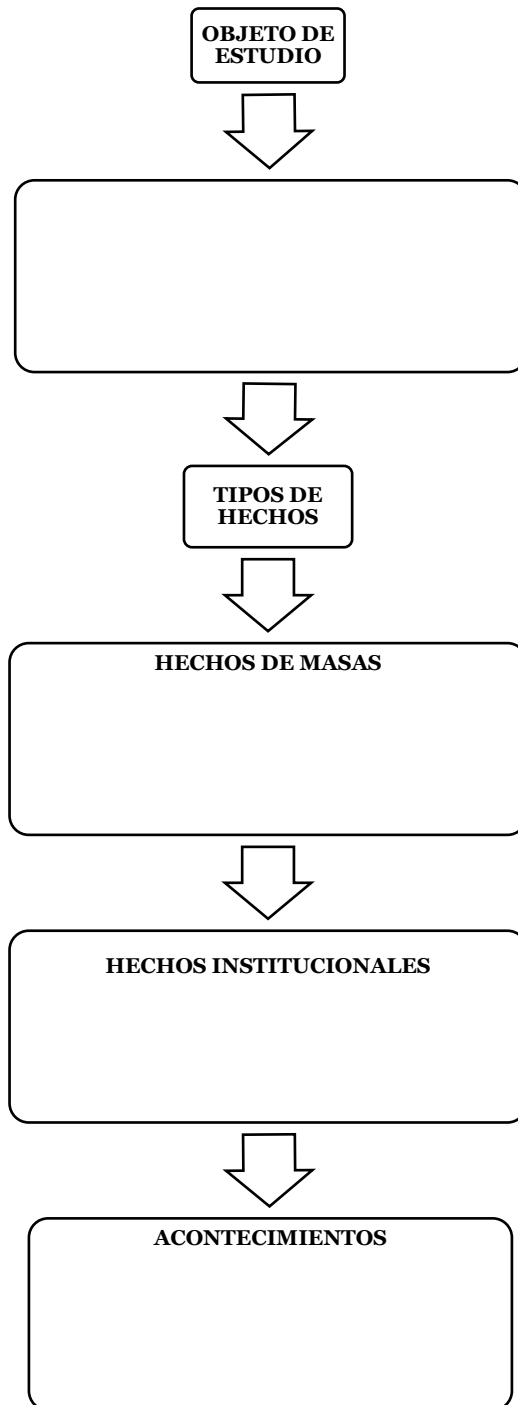 OBJETO DE
ESTUDIO
TIPOS DE
HECHOS
HECHOS DE MASAS
HECHOS INSTITUCIONALES
ACONTECIMIENTOS